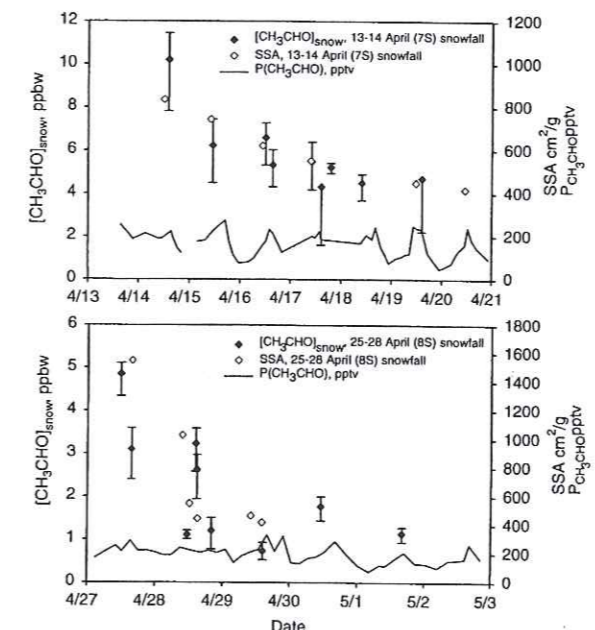 12
10
8
6
4
2
0
[CH3CHO]snow, ppbw
◆ [CH3CHO]snow, 13-14 April (7S) snowfall
◇ SSA, 13-14 April (7S) snowfall
— P(CH3CHO), pptv
1200
1000
800
600
400
200
0
SSA cm²/g
PCH3CHOpptv
4/13 4/14 4/15 4/16 4/17 4/18 4/19 4/20 4/21
6
5
4
3
2
1
0
[CH3CHO]snow, ppbw
◆ [CH3CHO]snow, 25-28 April (8S) snowfall
◇ SSA, 25-28 April (8S) snowfall
— P(CH3CHO), pptv
1800
1600
1400
1200
1000
800
600
400
200
0
SSA cm²/g
PCH3CHOpptv
4/27 4/28 4/29 4/30 5/1 5/2 5/3
Date